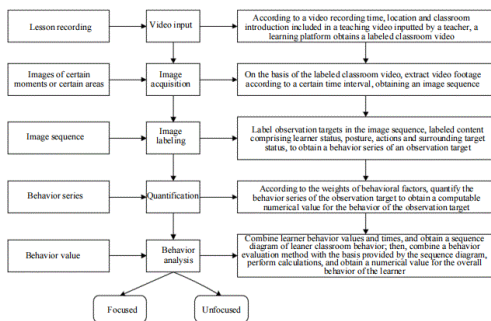 Lesson recording
Video input
According to a video recording time, location and classroom
introduction included in a teaching video inputted by a teacher, a
learning platform obtains a labeled classroom video
Images of certain
moments or certain areas
Image
acquisition
On the basis of the labeled classroom video, extract video footage
according to a certain time interval, obtaining an image sequence
Image sequence
Image
labeling
Label observation targets in the image sequence, labeled content
comprising learner status, posture, actions and surrounding target
status, to obtain a behavior series of an observation target
Behavior series
Quantification
According to the weights of behavioral factors, quantify the
behavior series of the observation target to obtain a computable
numerical value for the behavior of the observation target
Behavior value
Behavior
analysis
Combine learner behavior values and times, and obtain a sequence
diagram of leaner classroom behavior; then, combine a behavior
evaluation method with the basis provided by the sequence diagram,
perform calculations, and obtain a numerical value for the overall
behavior of the learner
Focused
Unfocused